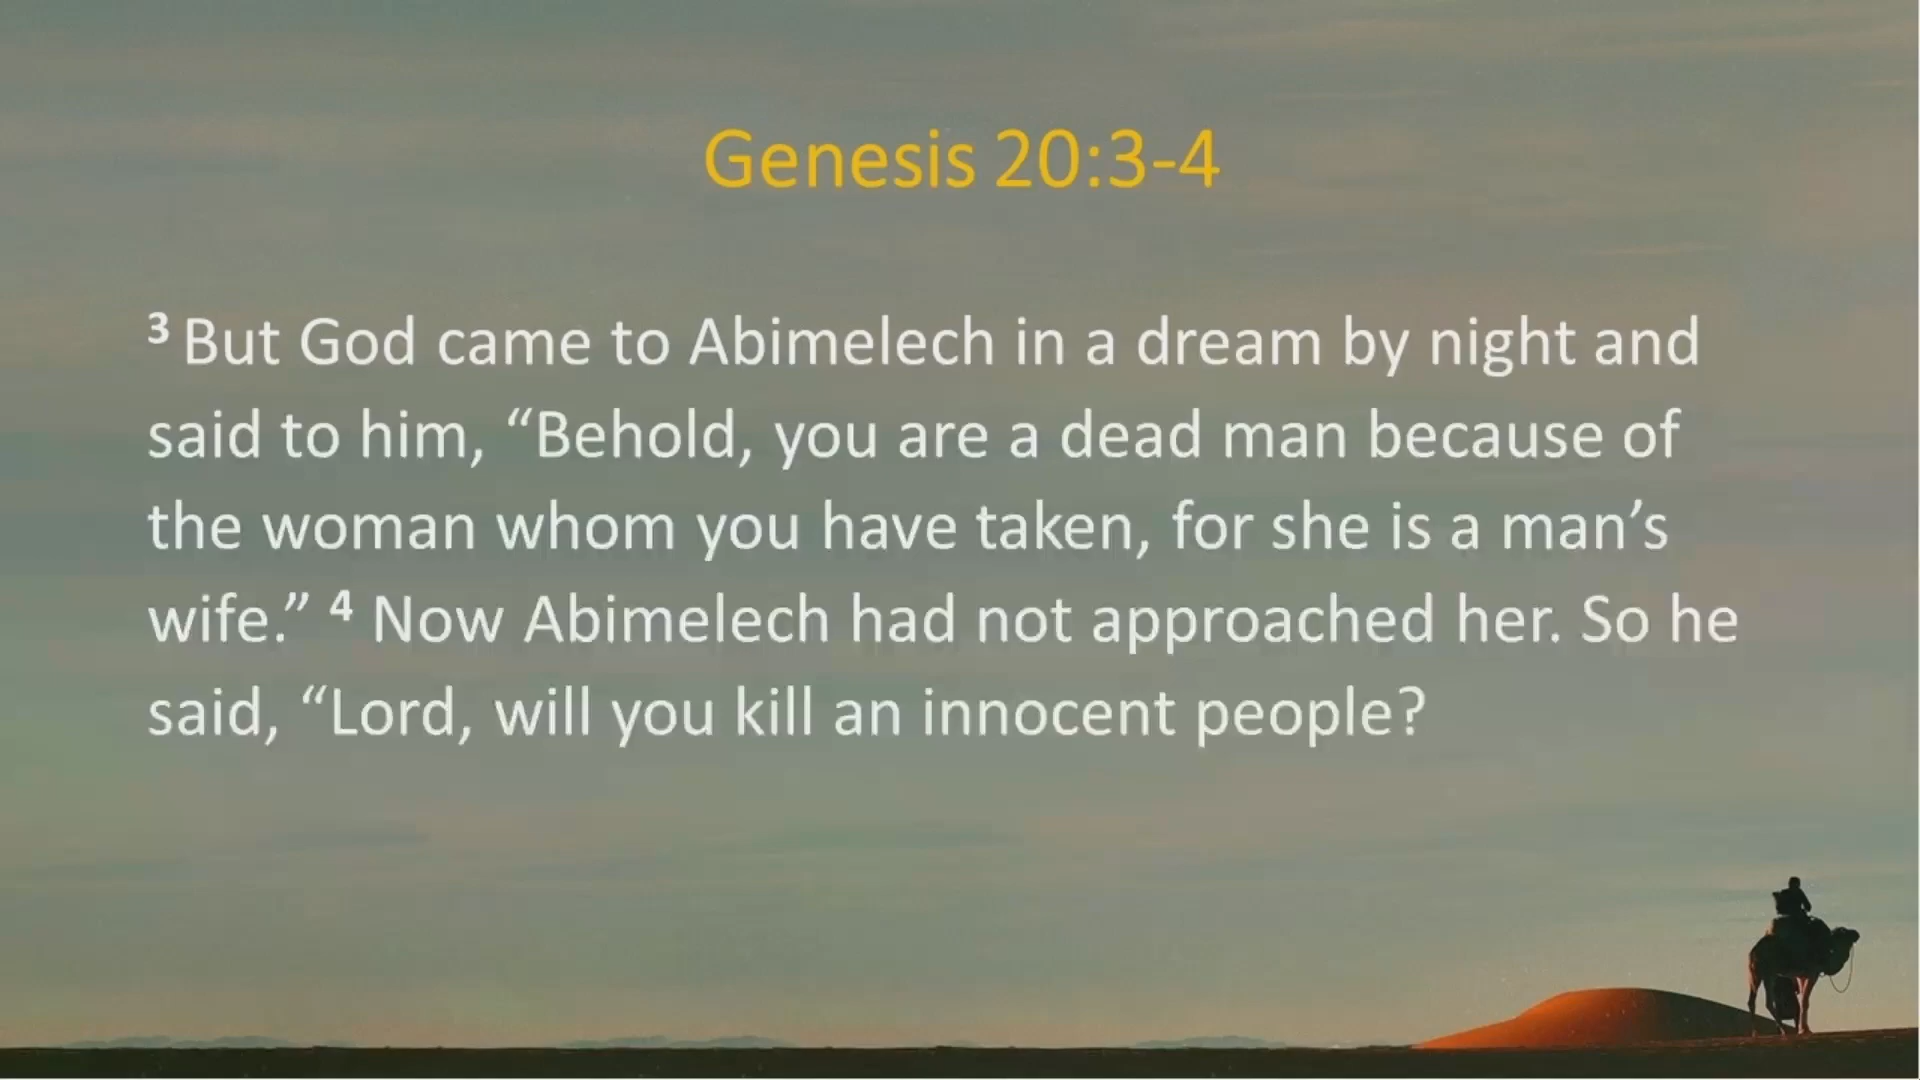 Genesis 20:3-4
³ But God came to Abimelech in a dream by night and
said to him, “Behold, you are a dead man because of
the woman whom you have taken, for she is a man’s
wife.” ⁴ Now Abimelech had not approached her. So he
said, “Lord, will you kill an innocent people?